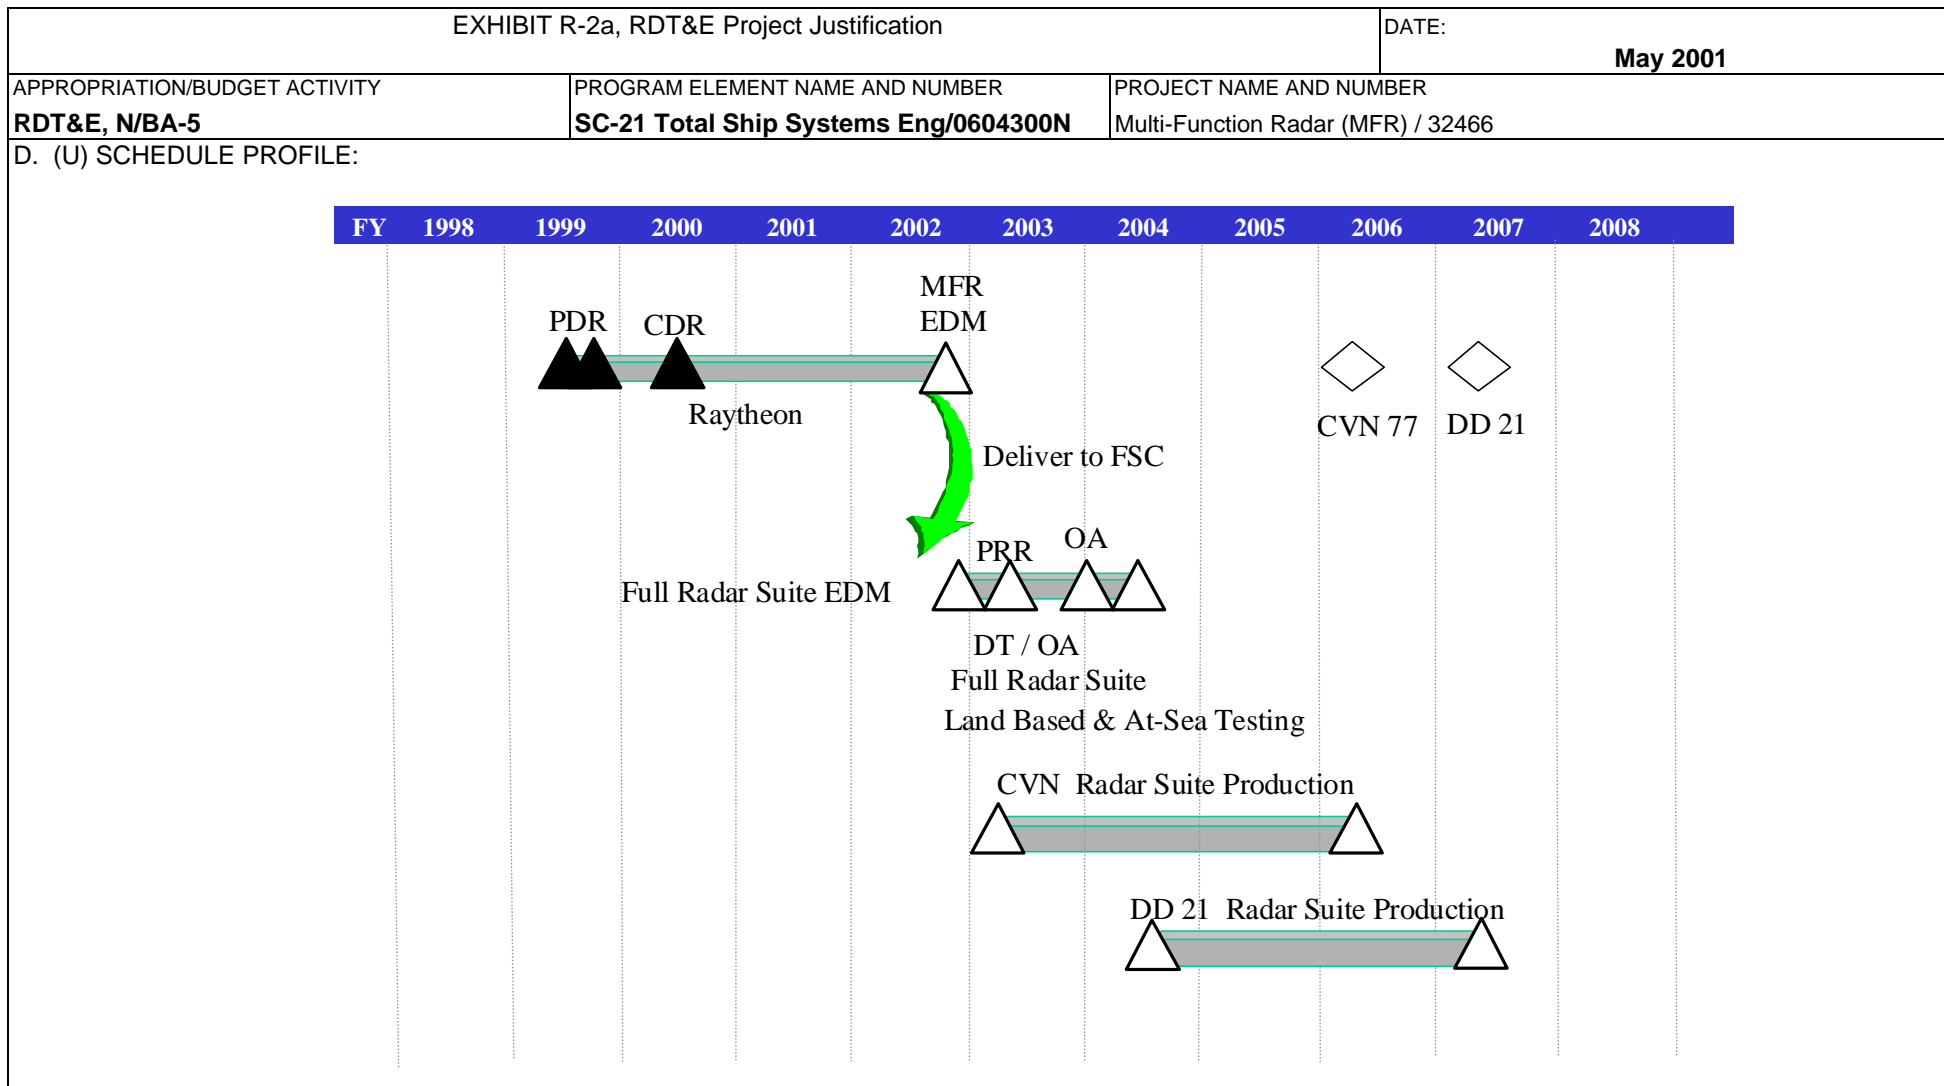 EXHIBIT R-2a, RDT&E Project Justification
DATE:
May 2001
APPROPRIATION/BUDGET ACTIVITY
PROGRAM ELEMENT NAME AND NUMBER
PROJECT NAME AND NUMBER
RDT&E, N/BA-5
SC-21 Total Ship Systems Eng/0604300N
Multi-Function Radar (MFR) / 32466
D. (U) SCHEDULE PROFILE:
FY 1998 1999 2000 2001 2002 2003 2004 2005 2006 2007 2008
MFR
EDM
PDR
CDR
Raytheon
CVN 77
DD 21
Deliver to FSC
PRR
OA
Full Radar Suite EDM
DT / OA
Full Radar Suite
Land Based & At-Sea Testing
CVN Radar Suite Production
DD 21 Radar Suite Production